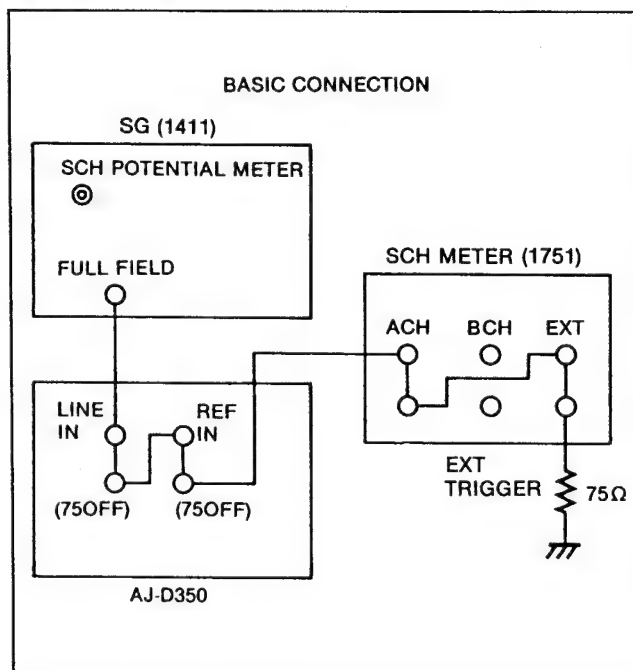 BASIC CONNECTION
SG (1411)
SCH POTENTIAL METER
FULL FIELD
SCH METER (1751)
ACH BCH EXT
LINE IN
REF IN
(75OFF) (75OFF)
EXT TRIGGER
75Ω
AJ-D350